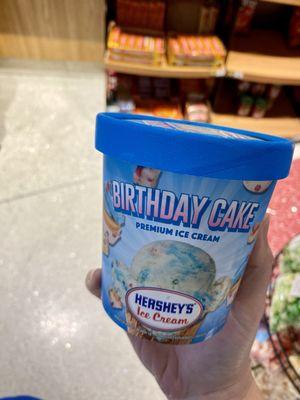 BIRTHDAY CAKE
PREMIUM ICE CREAM
HERSHEY'S
Ice Cream